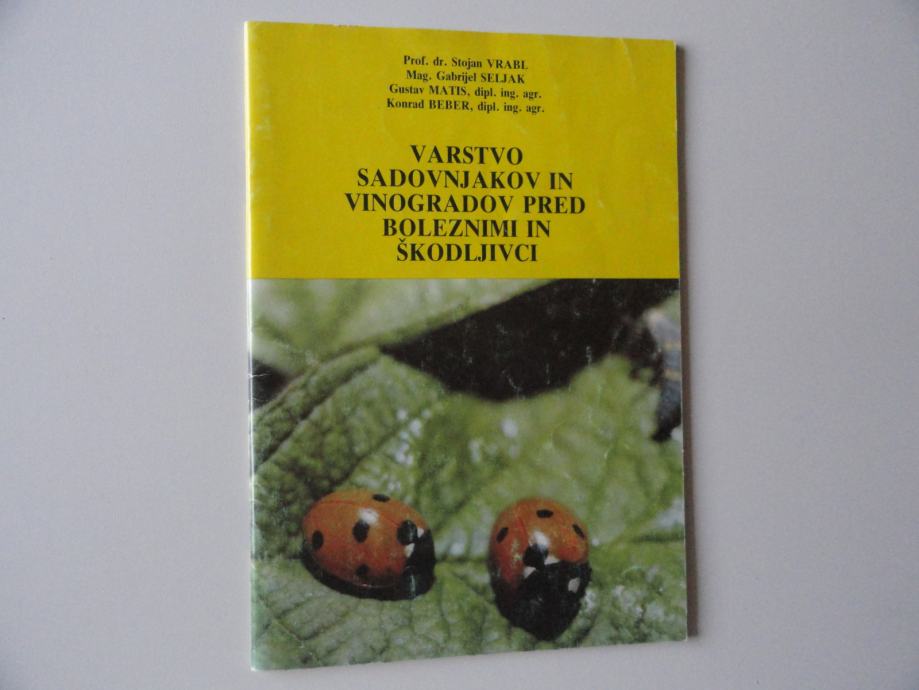 Prof. dr. Stojan VRABL
Mag. Gabrijel SELJAK
Gustav MATIS, dipl. ing. agr.
Konrad BEBER, dipl. ing. agr.
VARSTVO
SADOVNJAKOV IN
VINOGRADOV PRED
BOLEZNIMI IN
ŠKODLJIVCI